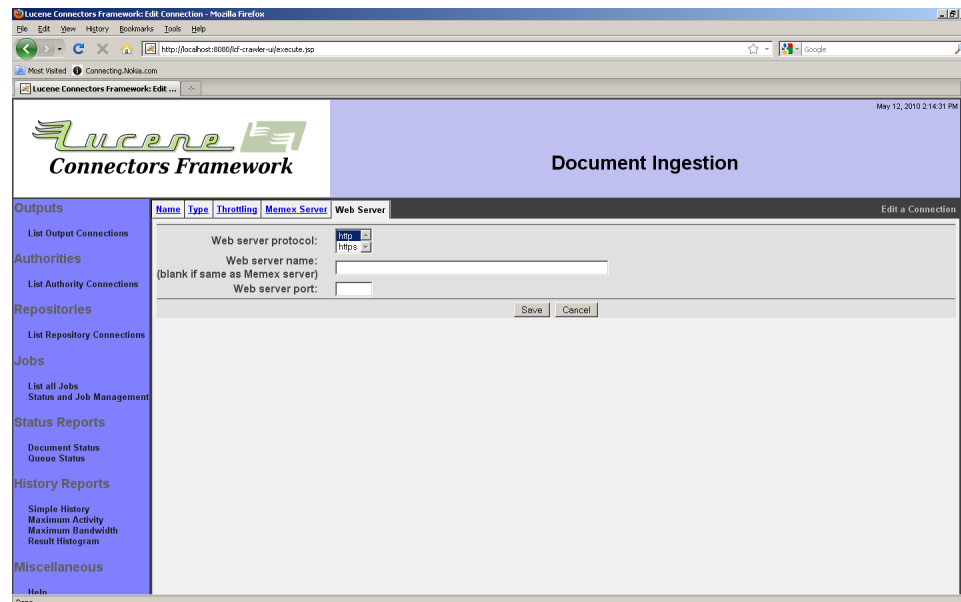 Lucene Connectors Framework: Edit Connection - Mozilla Firefox
File Edit View History Bookmarks Tools Help
http://localhost:8080/lcf-crawler-ui/execute.jsp
Google
Most Visited Connecting.Nokia.com
Lucene Connectors Framework: Edit ...
May 12, 2010 2:14:31 PM
Lucene
Connectors Framework
Document Ingestion
Outputs
List Output Connections
Authorities
List Authority Connections
Repositories
List Repository Connections
Jobs
List all Jobs
Status and Job Management
Status Reports
Document Status
Queue Status
History Reports
Simple History
Maximum Activity
Maximum Bandwidth
Result Histogram
Miscellaneous
Help
Name Type Throttling Memex Server Web Server
Edit a Connection
Web server protocol:
http
https
Web server name:
(blank if same as Memex server)
Web server port:
Save Cancel
Done